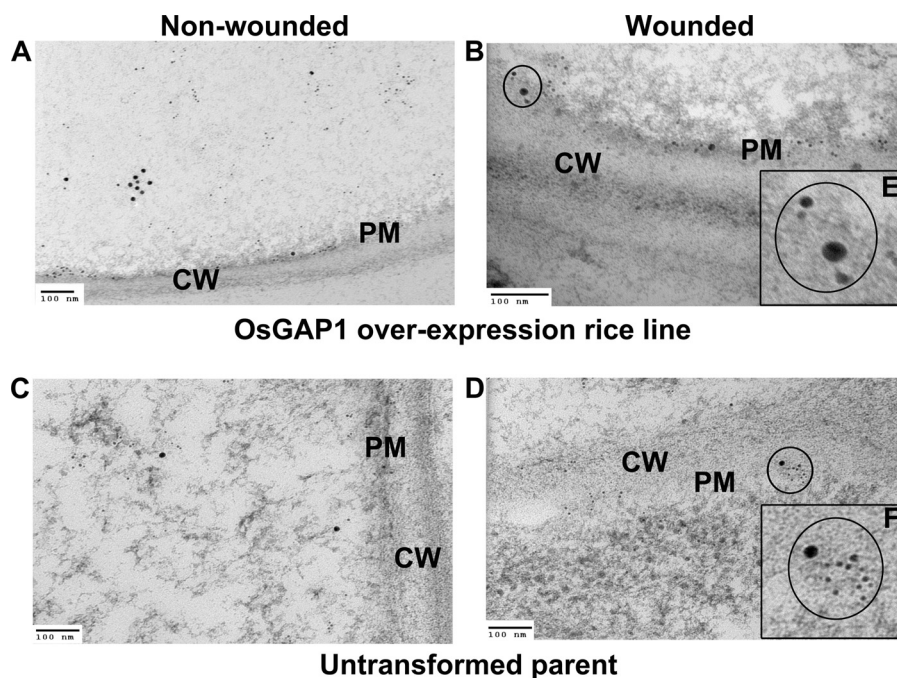 Non-wounded
Wounded
A
B
PM
CW
100 nm
CW
PM
E
100 nm
OsGAP1 over-expression rice line
C
D
PM
CW
100 nm
CW
PM
F
100 nm
Untransformed parent